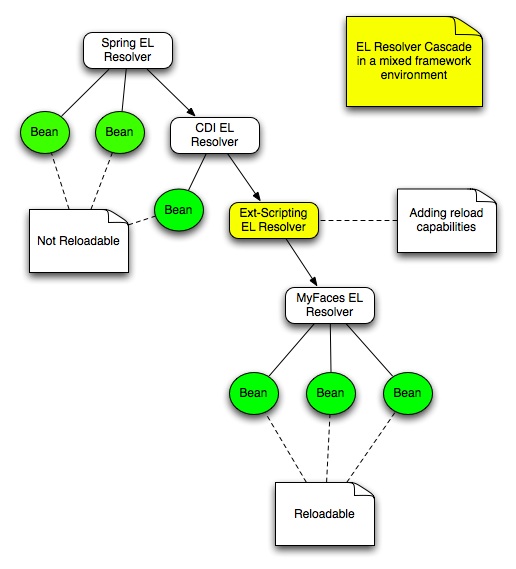 Spring EL
Resolver
EL Resolver Cascade
in a mixed framework
environment
Bean
Bean
CDI EL
Resolver
Bean
Not Reloadable
Ext-Scripting
EL Resolver
Adding reload
capabilities
MyFaces EL
Resolver
Bean
Bean
Bean
Reloadable